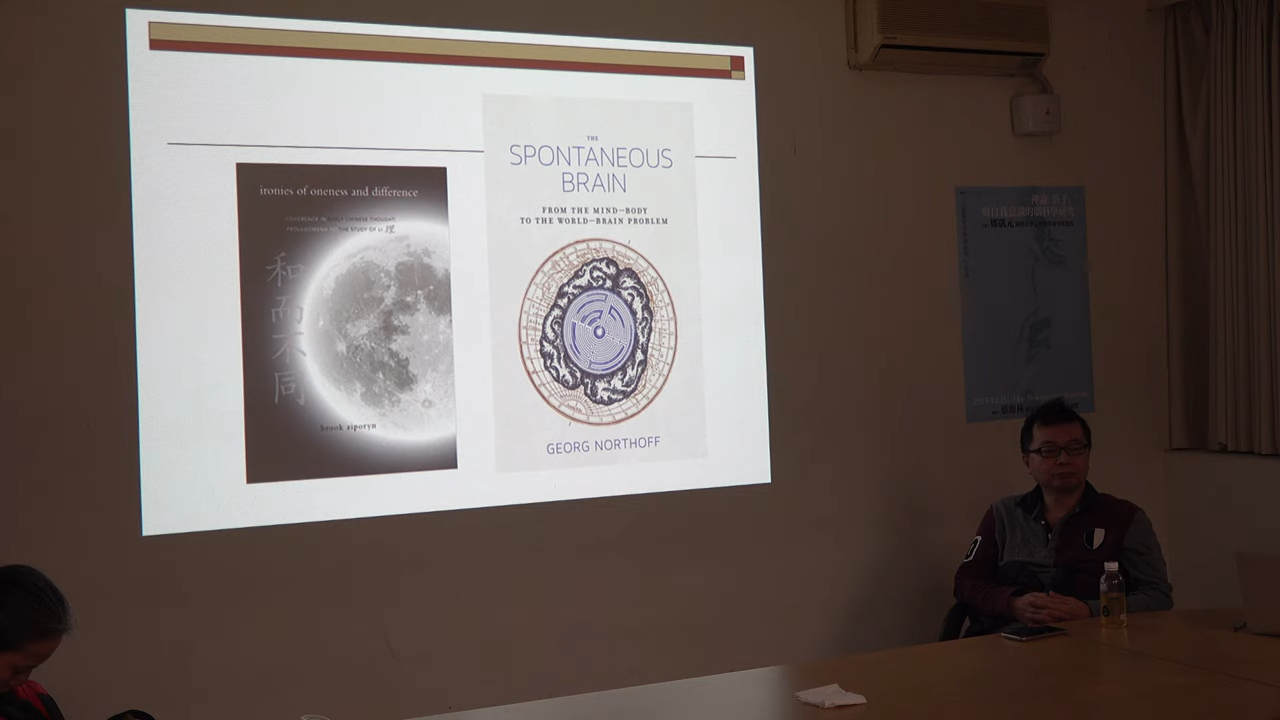 ironies of oneness and difference
COHERENCE IN EARLY CHINESE THOUGHT;
PROLEGOMENA TO THE STUDY OF LI 理
和而不同
brook ziporyn
THE
SPONTANEOUS
BRAIN
FROM THE MIND–BODY
TO THE WORLD–BRAIN PROBLEM
GEORG NORTHOFF